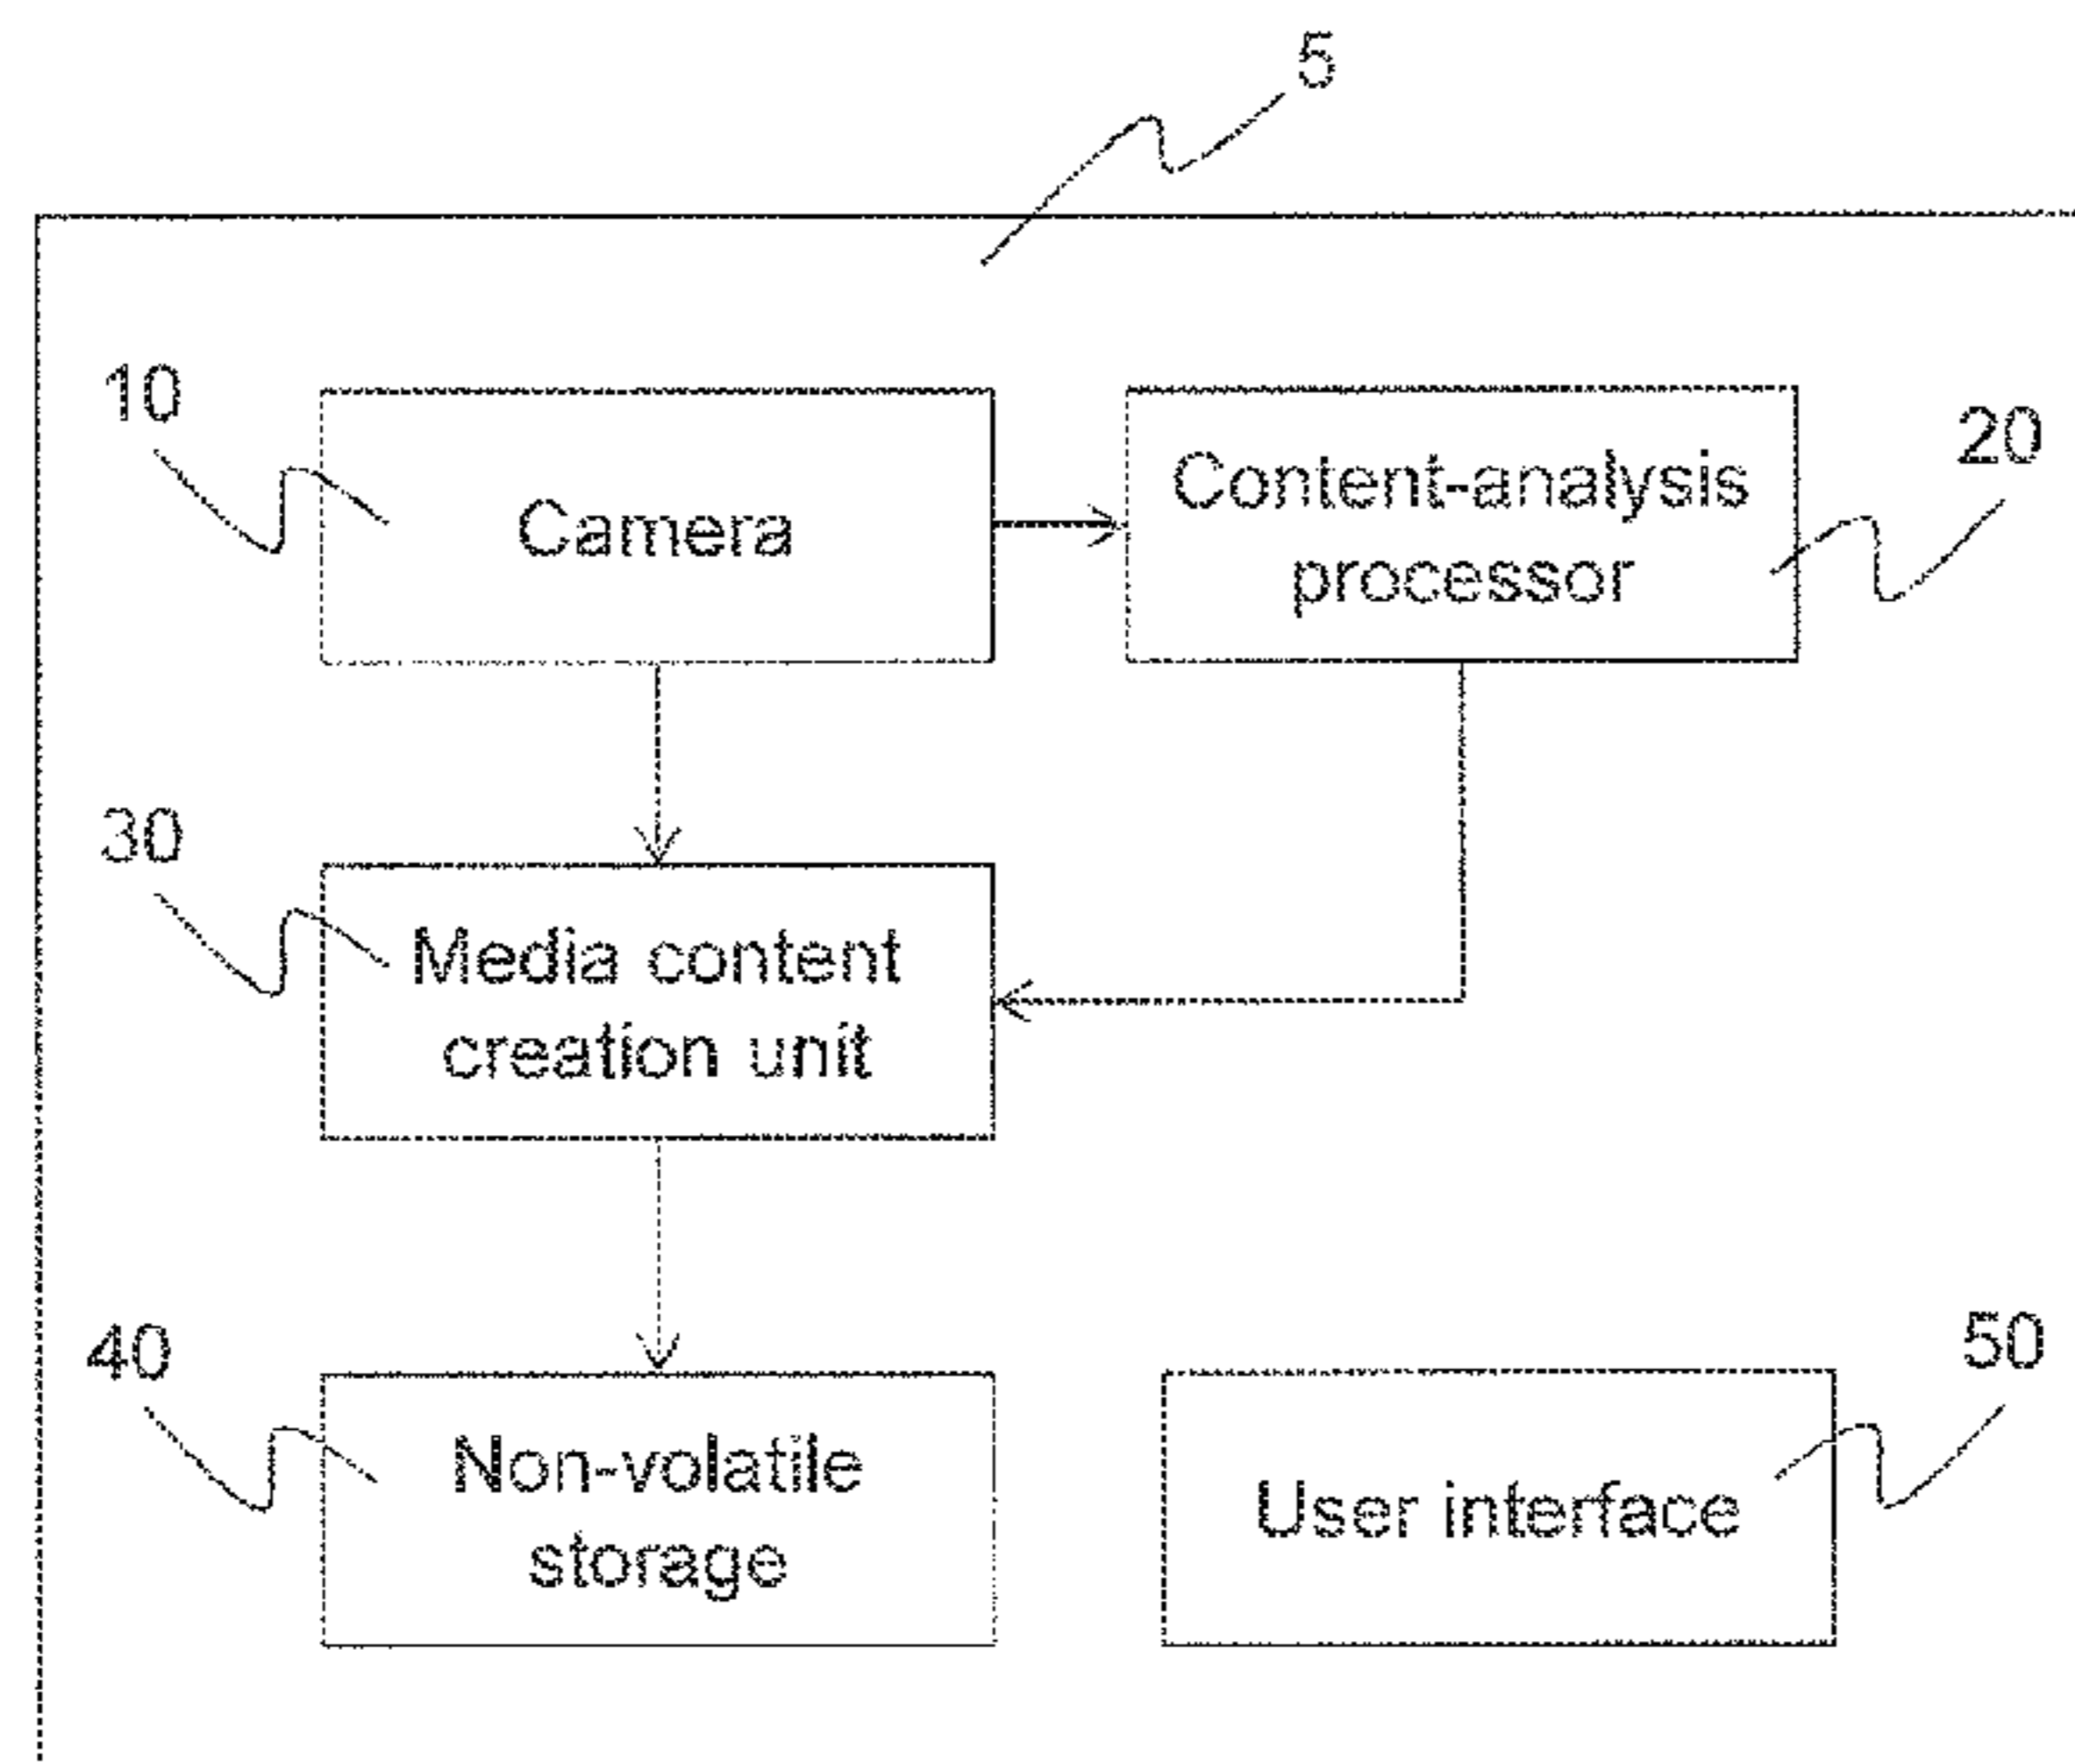 5
10
Camera
Content-analysis
processor
20
30
Media content
creation unit
40
Non-volatile
storage
User interface
50